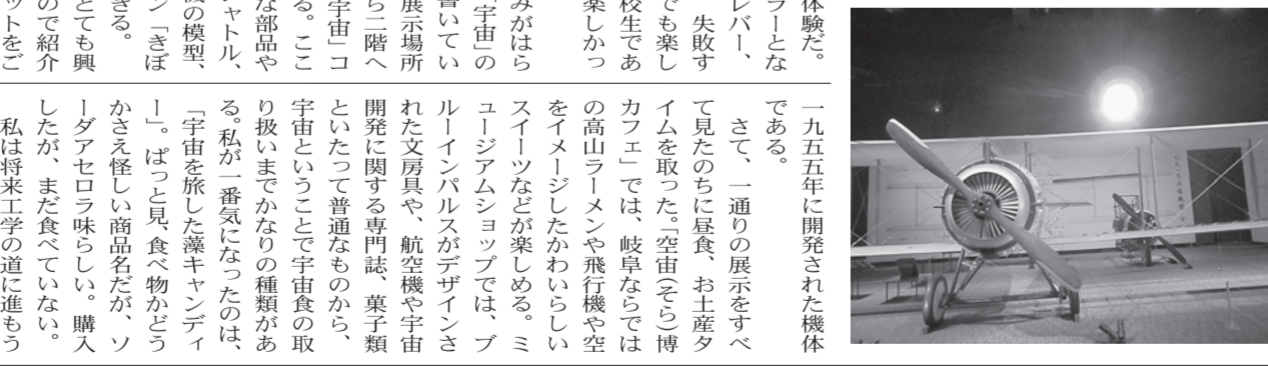 体験だ。
ラーとな
レバー、
失敗す
でも楽し
校生であ
楽しかっ
みがはら
「宇宙」の
書いてい
展示場所
ら二階へ
宇宙」コ
る。ここ
な部品や
ャトル、
の模型、
ン「きぼ
きる。
とても興
ので紹介
ットをご
一九五五年に開発された機体
である。
さて、一通りの展示をすべ
て見たのちに昼食、お土産タ
イムを取った。「空宙(そら)博
カフェ」では、岐阜ならでは
の高山ラーメンや飛行機や空
をイメージしたかわいらしい
スイーツなどが楽しめる。ミ
ュージアムショップでは、ブ
ルーインパルスがデザインさ
れた文房具や、航空機や宇宙
開発に関する専門誌、菓子類
といたって普通なものから、
宇宙ということで宇宙食の取
り扱いまでかなりの種類があ
る。私が一番気になったのは、
「宇宙を旅した藻キャンディ
ー」。ぱっと見、食べ物かどう
かさえ怪しい商品名だが、ソ
ーダアセロラ味らしい。購入
したが、まだ食べていない。
私は将来工学の道に進もう